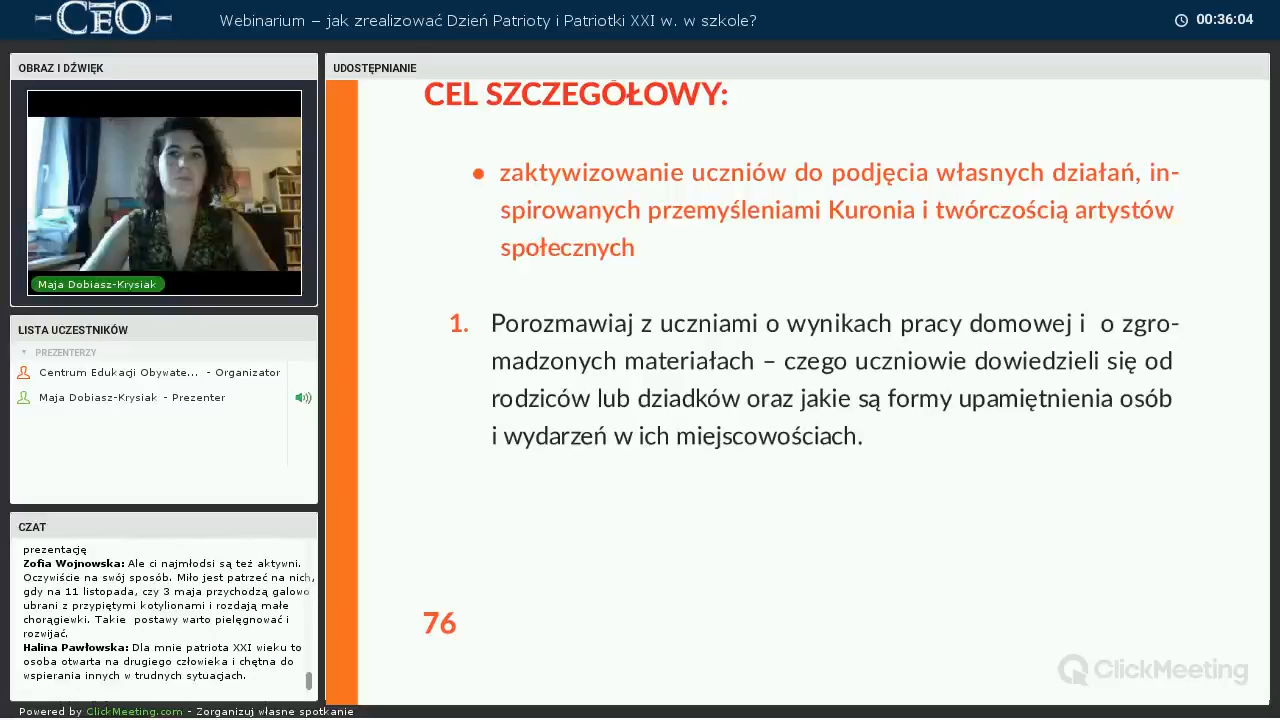 CEO
Webinarium – jak zrealizować Dzień Patrioty i Patriotki XXI w. w szkole?
00:36:04
OBRAZ I DŹWIĘK
Maja Dobiasz-Krysiak
LISTA UCZESTNIKÓW
PREZENTERZY
Centrum Edukacji Obywate... - Organizator
Maja Dobiasz-Krysiak - Prezenter
CZAT
prezentację
Zofia Wojnowska: Ale ci najmłodsi są też aktywni.
Oczywiście na swój sposób. Miło jest patrzeć na nich,
gdy na 11 listopada, czy 3 maja przychodzą galowo
ubrani z przypiętymi kotylionami i rozdają małe
chorągiewki. Takie postawy warto pielęgnować i
rozwijać.
Halina Pawłowska: Dla mnie patriota XXI wieku to
osoba otwarta na drugiego człowieka i chętna do
wspierania innych w trudnych sytuacjach.
UDOSTĘPNIANIE
CEL SZCZEGÓŁOWY:
• zaktywizowanie uczniów do podjęcia własnych działań, in-
spirowanych przemyśleniami Kuronia i twórczością artystów
społecznych
1. Porozmawiaj z uczniami o wynikach pracy domowej i o zgro-
madzonych materiałach – czego uczniowie dowiedzieli się od
rodziców lub dziadków oraz jakie są formy upamiętnienia osób
i wydarzeń w ich miejscowościach.
76
ClickMeeting
Powered by ClickMeeting.com - Zorganizuj własne spotkanie